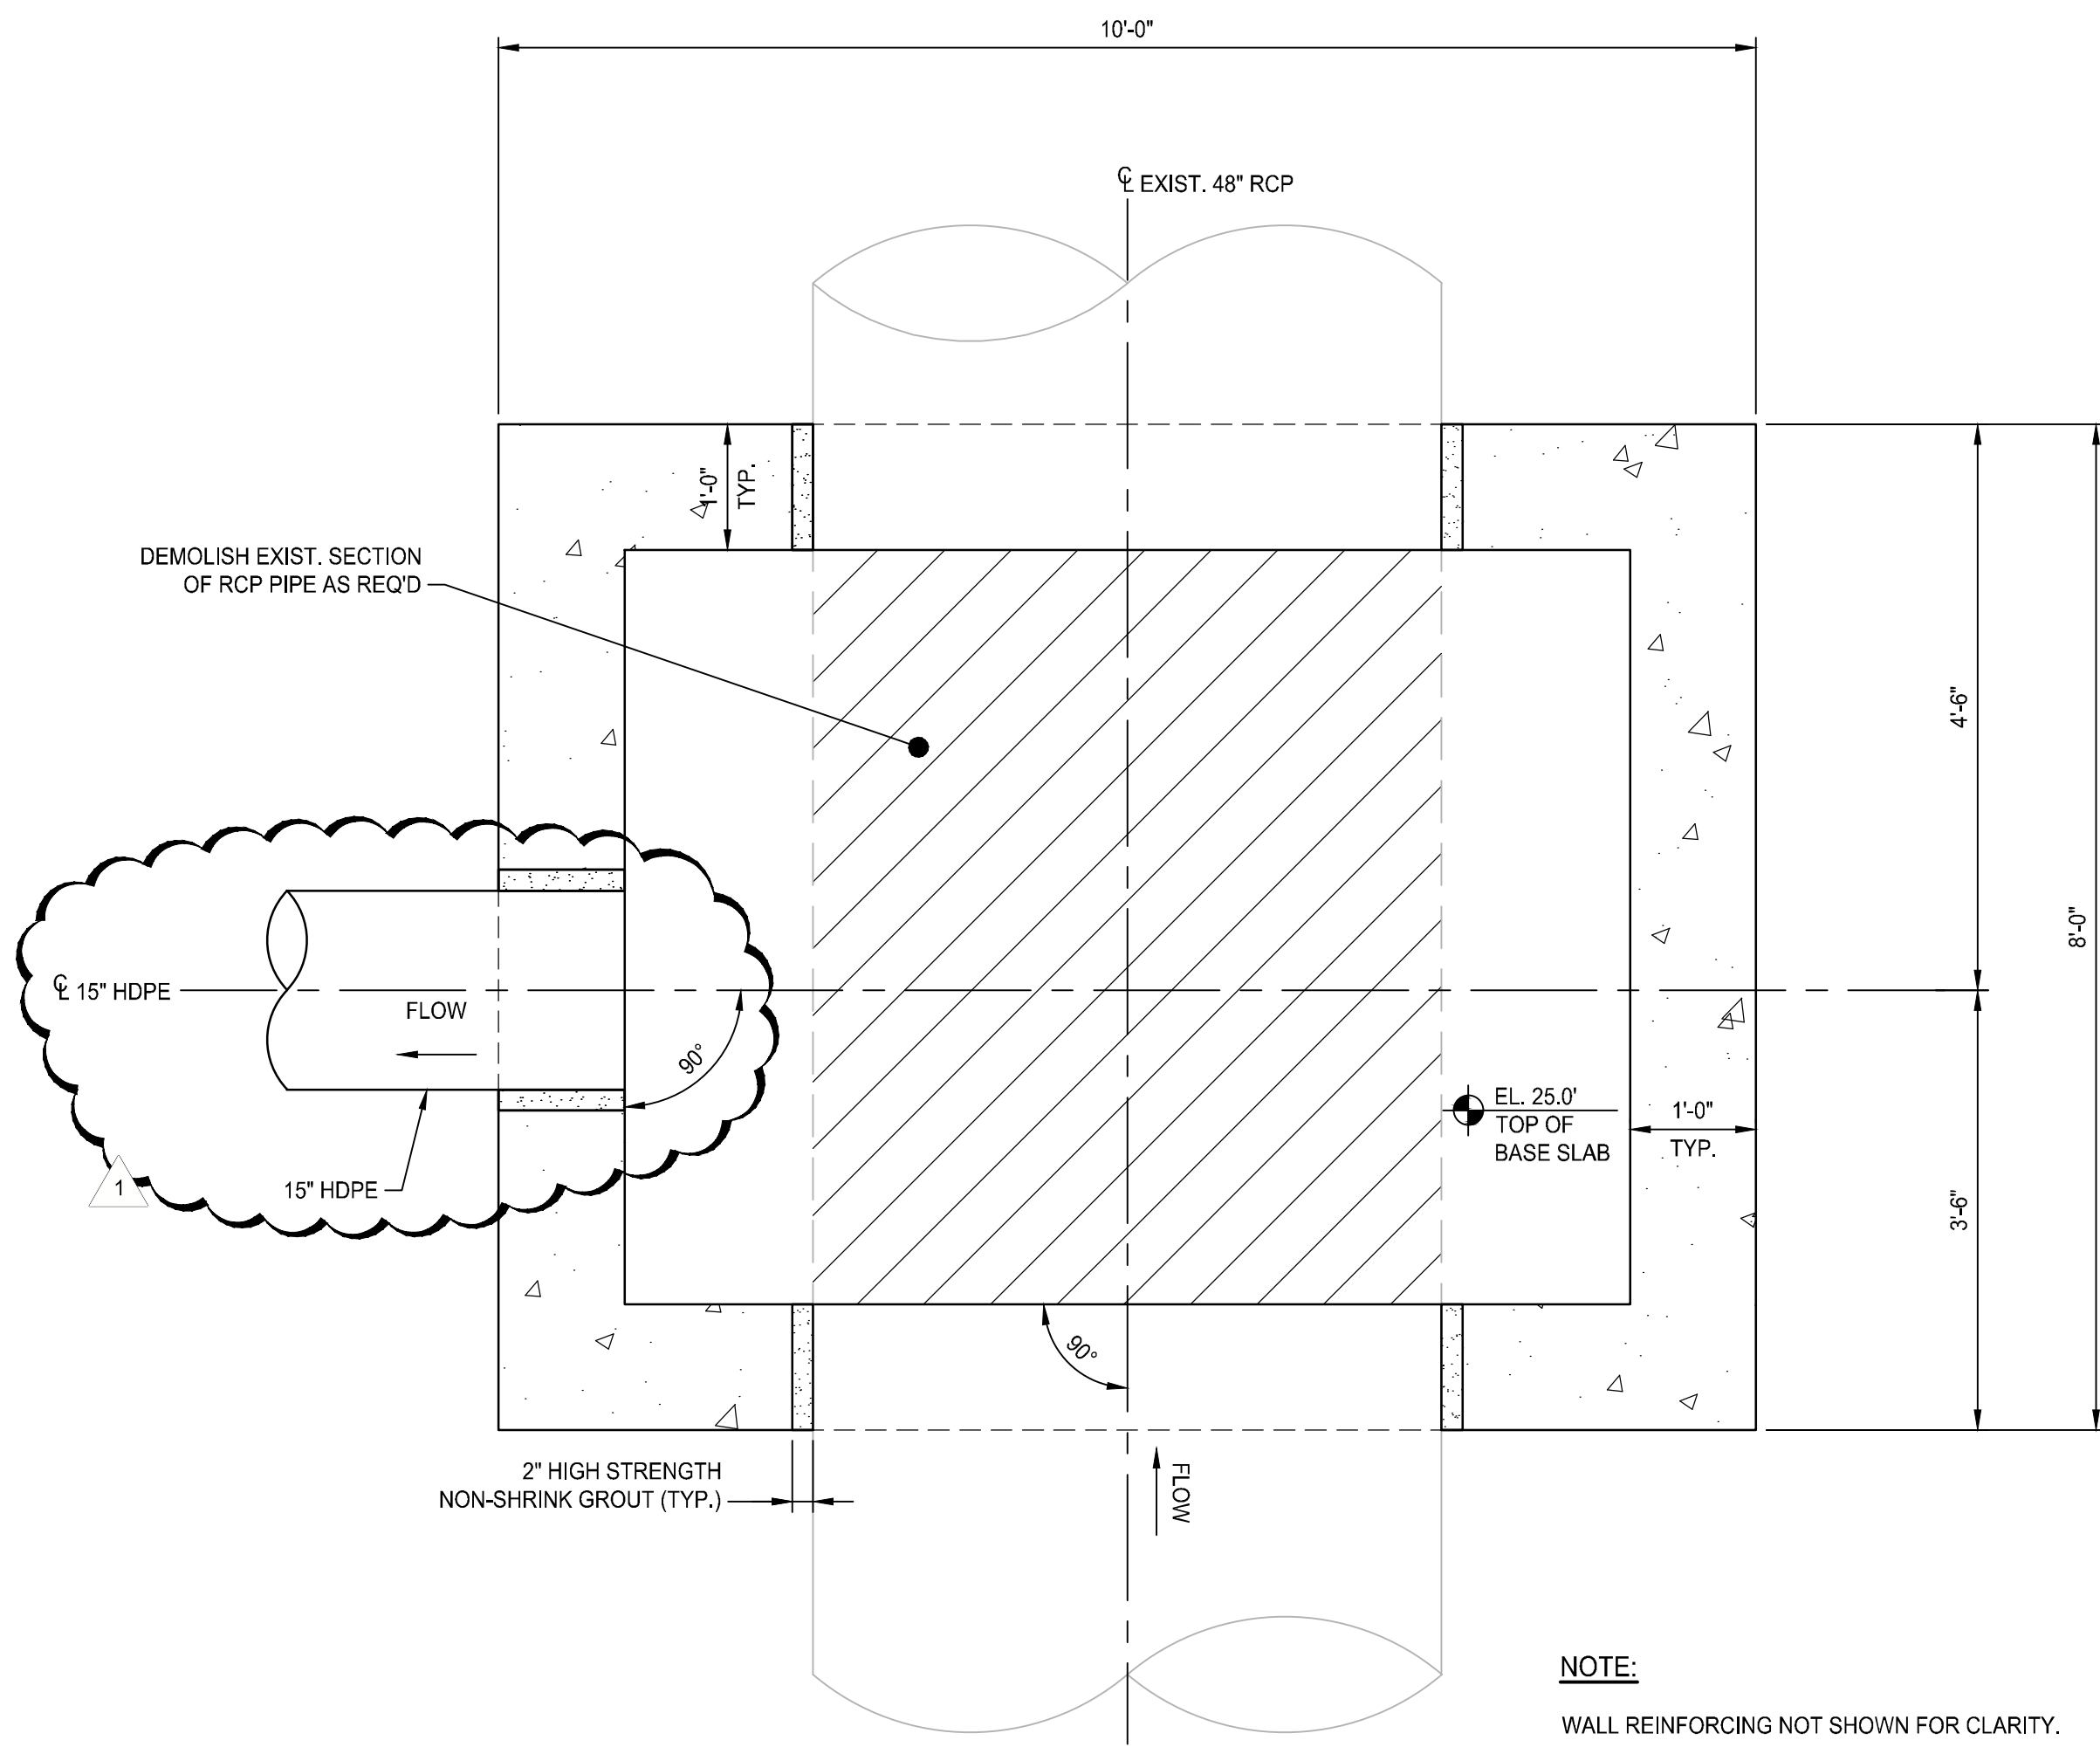 10'-0"
℄ EXIST. 48" RCP
1'-0"
TYP.
DEMOLISH EXIST. SECTION
OF RCP PIPE AS REQ'D
4'-6"
8'-0"
℄ 15" HDPE
FLOW
90°
EL. 25.0'
TOP OF
BASE SLAB
1'-0"
TYP.
1
15" HDPE
3'-6"
90°
2" HIGH STRENGTH
NON-SHRINK GROUT (TYP.)
FLOW
NOTE:
WALL REINFORCING NOT SHOWN FOR CLARITY.